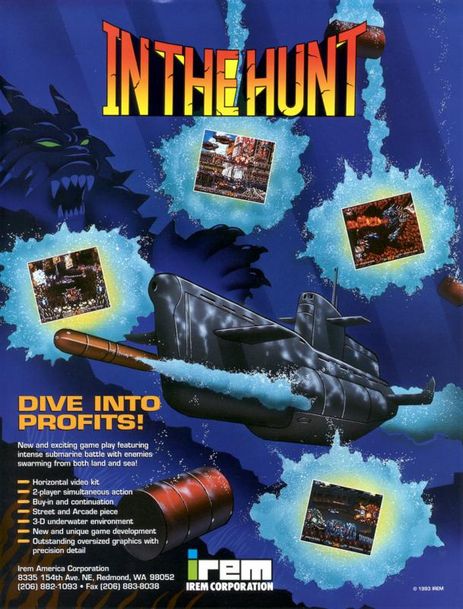 IN THE HUNT
DIVE INTO
PROFITS!
New and exciting game play featuring
intense submarine battle with enemies
swarming from both land and sea!
Horizontal video kit
2-player simultaneous action
Buy-in and continuation
Street and Arcade piece
3-D underwater environment
New and unique game development
Outstanding oversized graphics with
precision detail
Irem America Corporation
8335 154th Ave. NE, Redmond, WA 98052
(206) 882-1093 • Fax (206) 883-8038
irem
IREM CORPORATION
© 1993 IREM